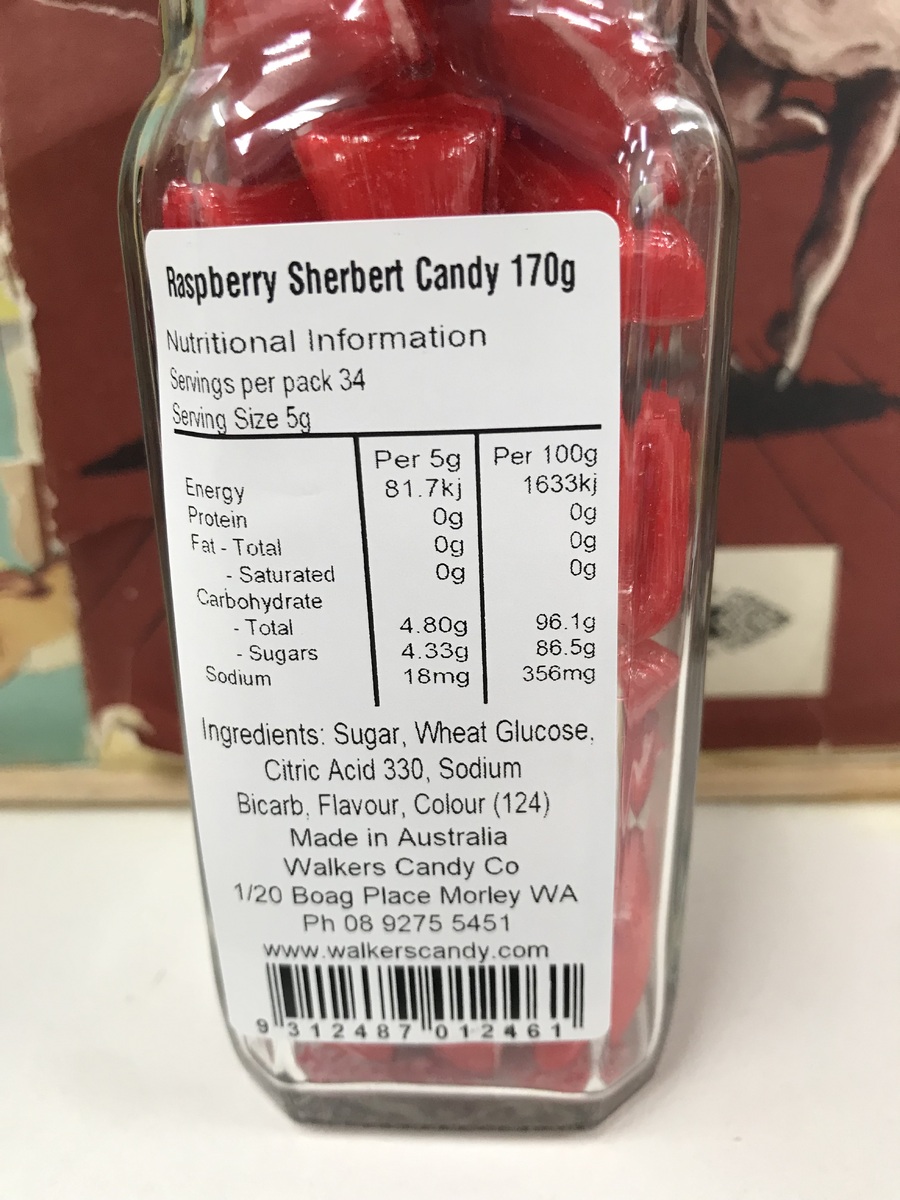 Raspberry Sherbert Candy 170g
Nutritional Information
Servings per pack 34
Serving Size 5g
Per 5g Per 100g
Energy 81.7kj 1633kj
Protein 0g 0g
Fat - Total 0g 0g
- Saturated 0g 0g
Carbohydrate
- Total 4.80g 96.1g
- Sugars 4.33g 86.5g
Sodium 18mg 356mg
Ingredients: Sugar, Wheat Glucose,
Citric Acid 330, Sodium
Bicarb, Flavour, Colour (124)
Made in Australia
Walkers Candy Co
1/20 Boag Place Morley WA
Ph 08 9275 5451
www.walkerscandy.com
9 312487 012461